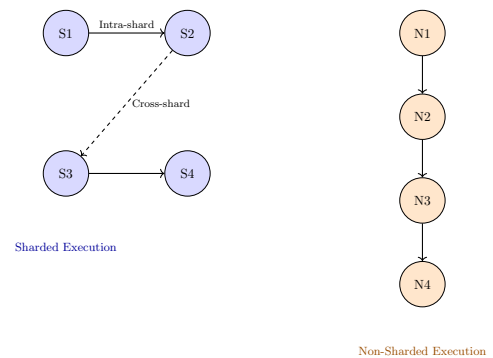 S1
Intra-shard
S2
Cross-shard
S3
S4
Sharded Execution
N1
N2
N3
N4
Non-Sharded Execution